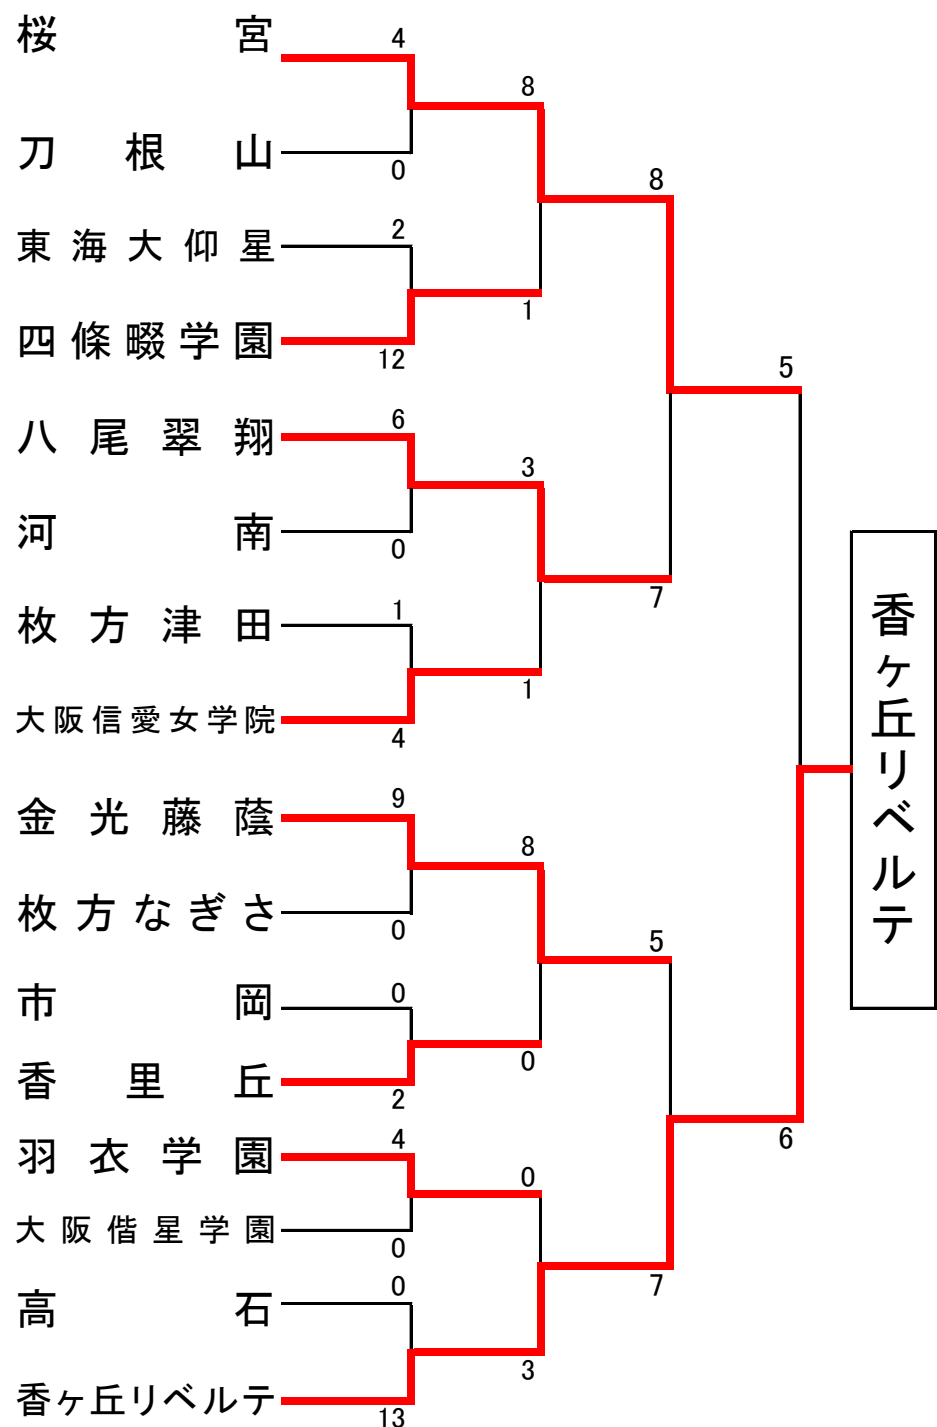 桜宮
4
8
刀根山
0
8
東海大仰星
2
1
四條畷学園
12
5
八尾翠翔
6
3
河南
0
7
枚方津田
1
1
大阪信愛女学院
4
香ヶ丘リベルテ
金光藤蔭
9
8
枚方なぎさ
0
5
市岡
0
0
香里丘
2
6
羽衣学園
4
0
大阪偕星学園
0
7
高石
0
3
香ヶ丘リベルテ
13